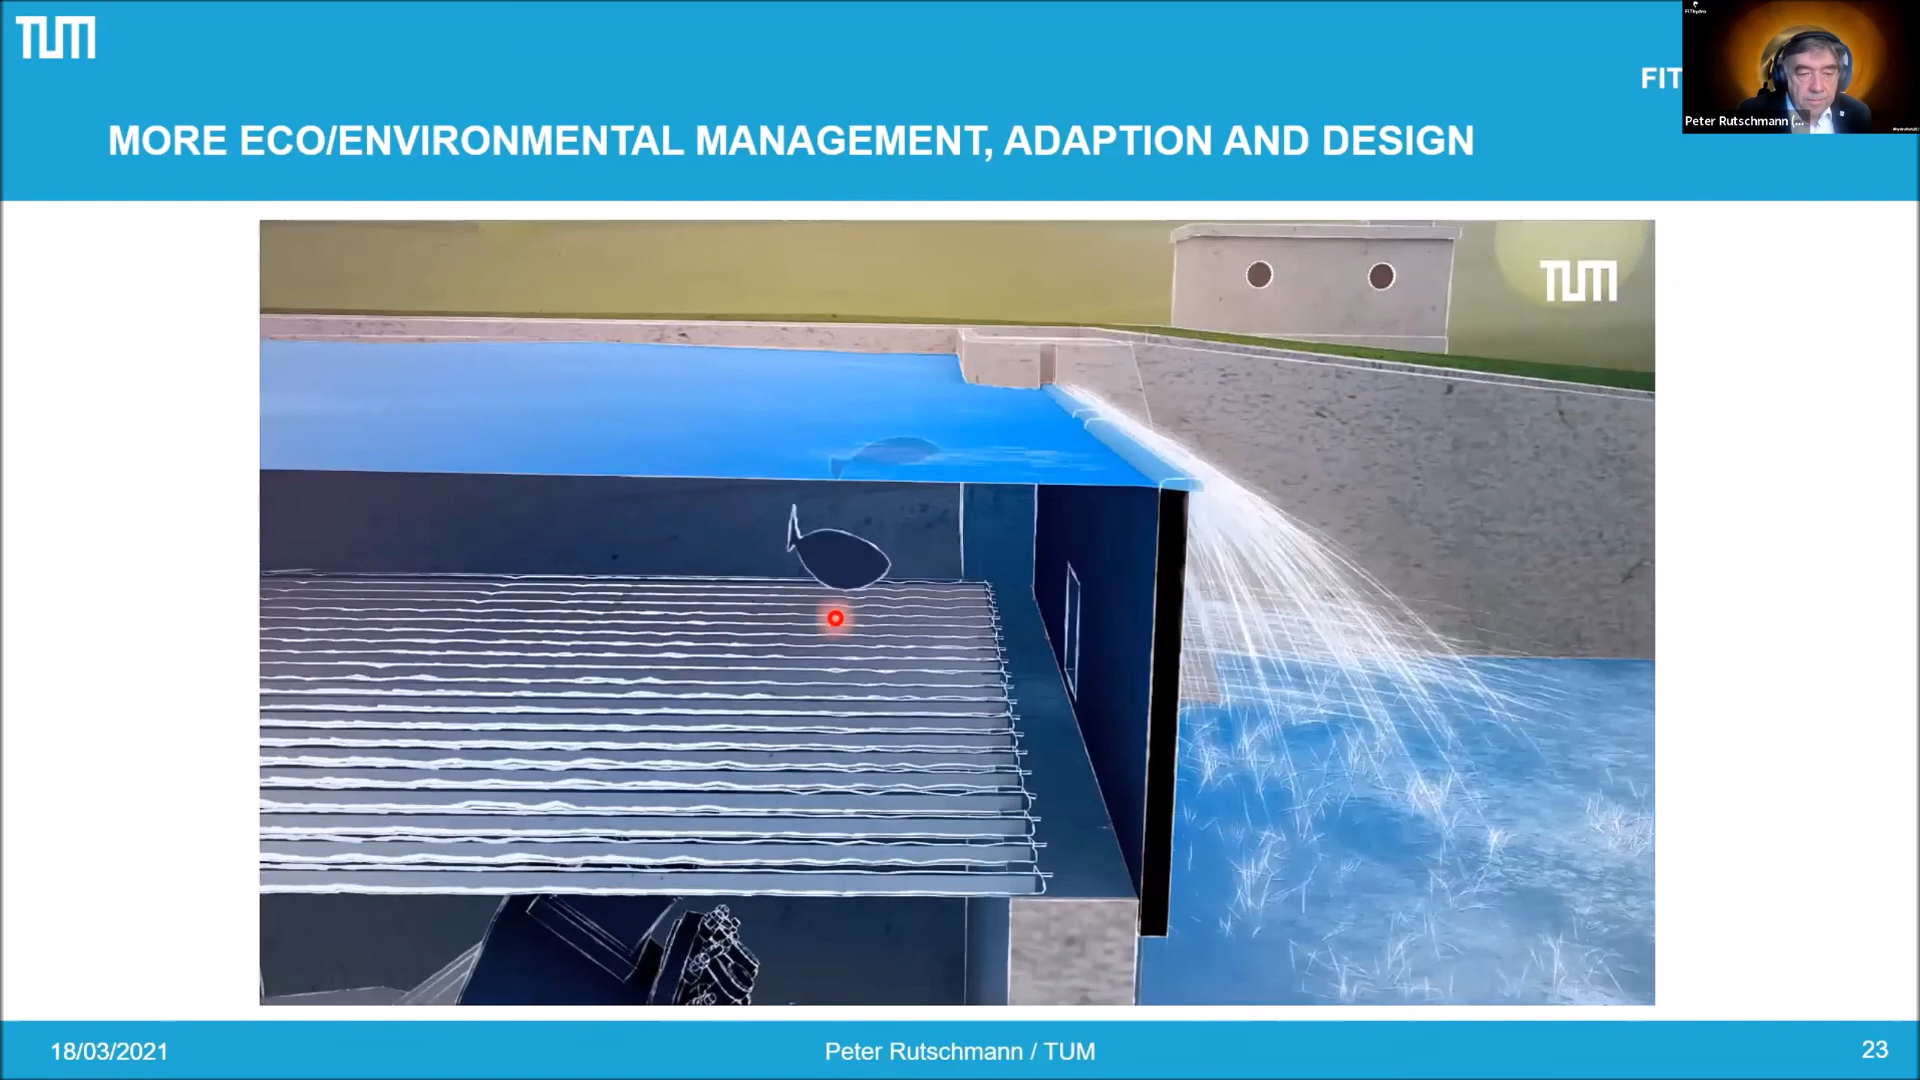 TUM
FIThydro
FIT
Peter Rutschmann (...
MORE ECO/ENVIRONMENTAL MANAGEMENT, ADAPTION AND DESIGN
TUM
18/03/2021
Peter Rutschmann / TUM
23